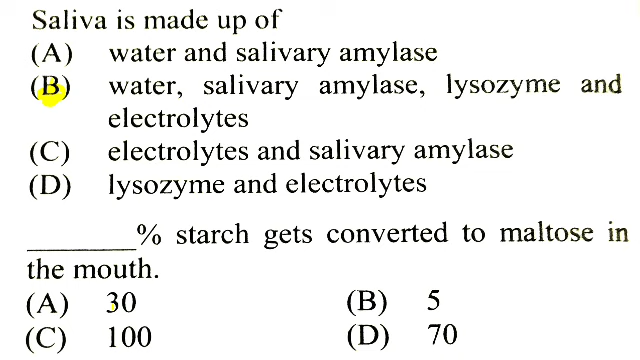 Saliva is made up of
(A) water and salivary amylase
(B) water, salivary amylase, lysozyme and
electrolytes
(C) electrolytes and salivary amylase
(D) lysozyme and electrolytes
_______% starch gets converted to maltose in
the mouth.
(A) 30 (B) 5
(C) 100 (D) 70